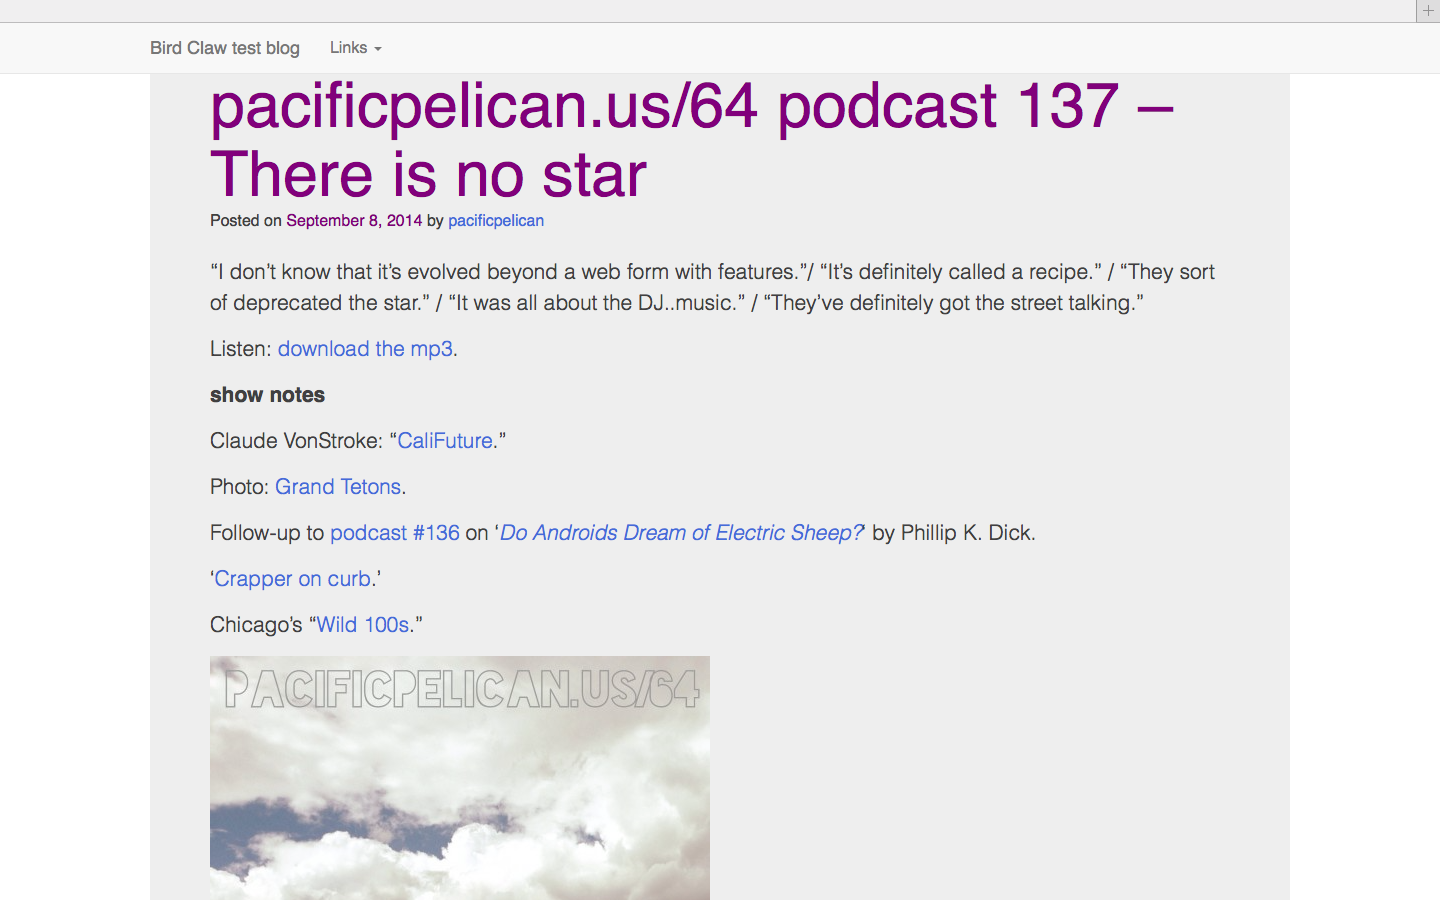 Bird Claw test blog Links
pacificpelican.us/64 podcast 137 –
There is no star
Posted on September 8, 2014 by pacificpelican
“I don’t know that it’s evolved beyond a web form with features.”/ “It’s definitely called a recipe.” / “They sort
of deprecated the star.” / “It was all about the DJ..music.” / “They’ve definitely got the street talking.”
Listen: download the mp3.
show notes
Claude VonStroke: “CaliFuture.”
Photo: Grand Tetons.
Follow-up to podcast #136 on ‘Do Androids Dream of Electric Sheep?’ by Phillip K. Dick.
‘Crapper on curb.’
Chicago’s “Wild 100s.”
PACIFICPELICAN.US/64